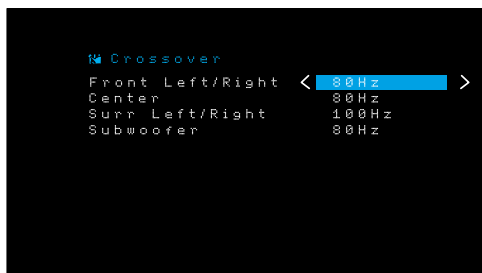 Crossover
Front Left/Right < 80Hz >
Center 80Hz
Surr Left/Right 100Hz
Subwoofer 80Hz